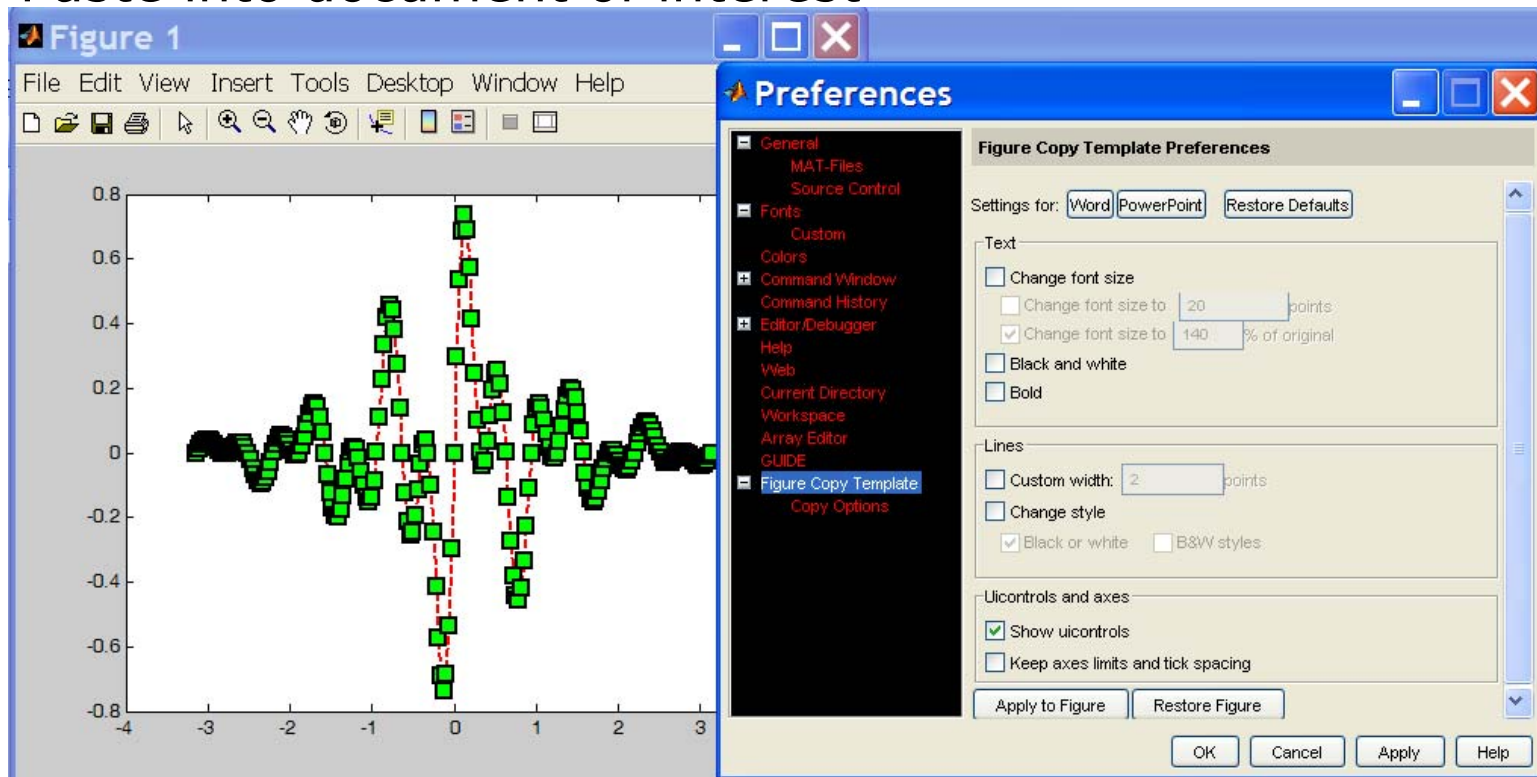 Paste into document of interest
Figure 1
File Edit View Insert Tools Desktop Window Help
0.8
0.6
0.4
0.2
0
-0.2
-0.4
-0.6
-0.8
-4 -3 -2 -1 0 1 2 3
Preferences
General
MAT-Files
Source Control
Fonts
Custom
Colors
Command Window
Command History
Editor/Debugger
Help
Web
Current Directory
Workspace
Array Editor
GUIDE
Figure Copy Template
Copy Options
Figure Copy Template Preferences
Settings for: Word PowerPoint Restore Defaults
Text
Change font size
Change font size to 20 points
Change font size to 140 % of original
Black and white
Bold
Lines
Custom width: 2 points
Change style
Black or white B&W styles
Uicontrols and axes
Show uicontrols
Keep axes limits and tick spacing
Apply to Figure Restore Figure
OK Cancel Apply Help